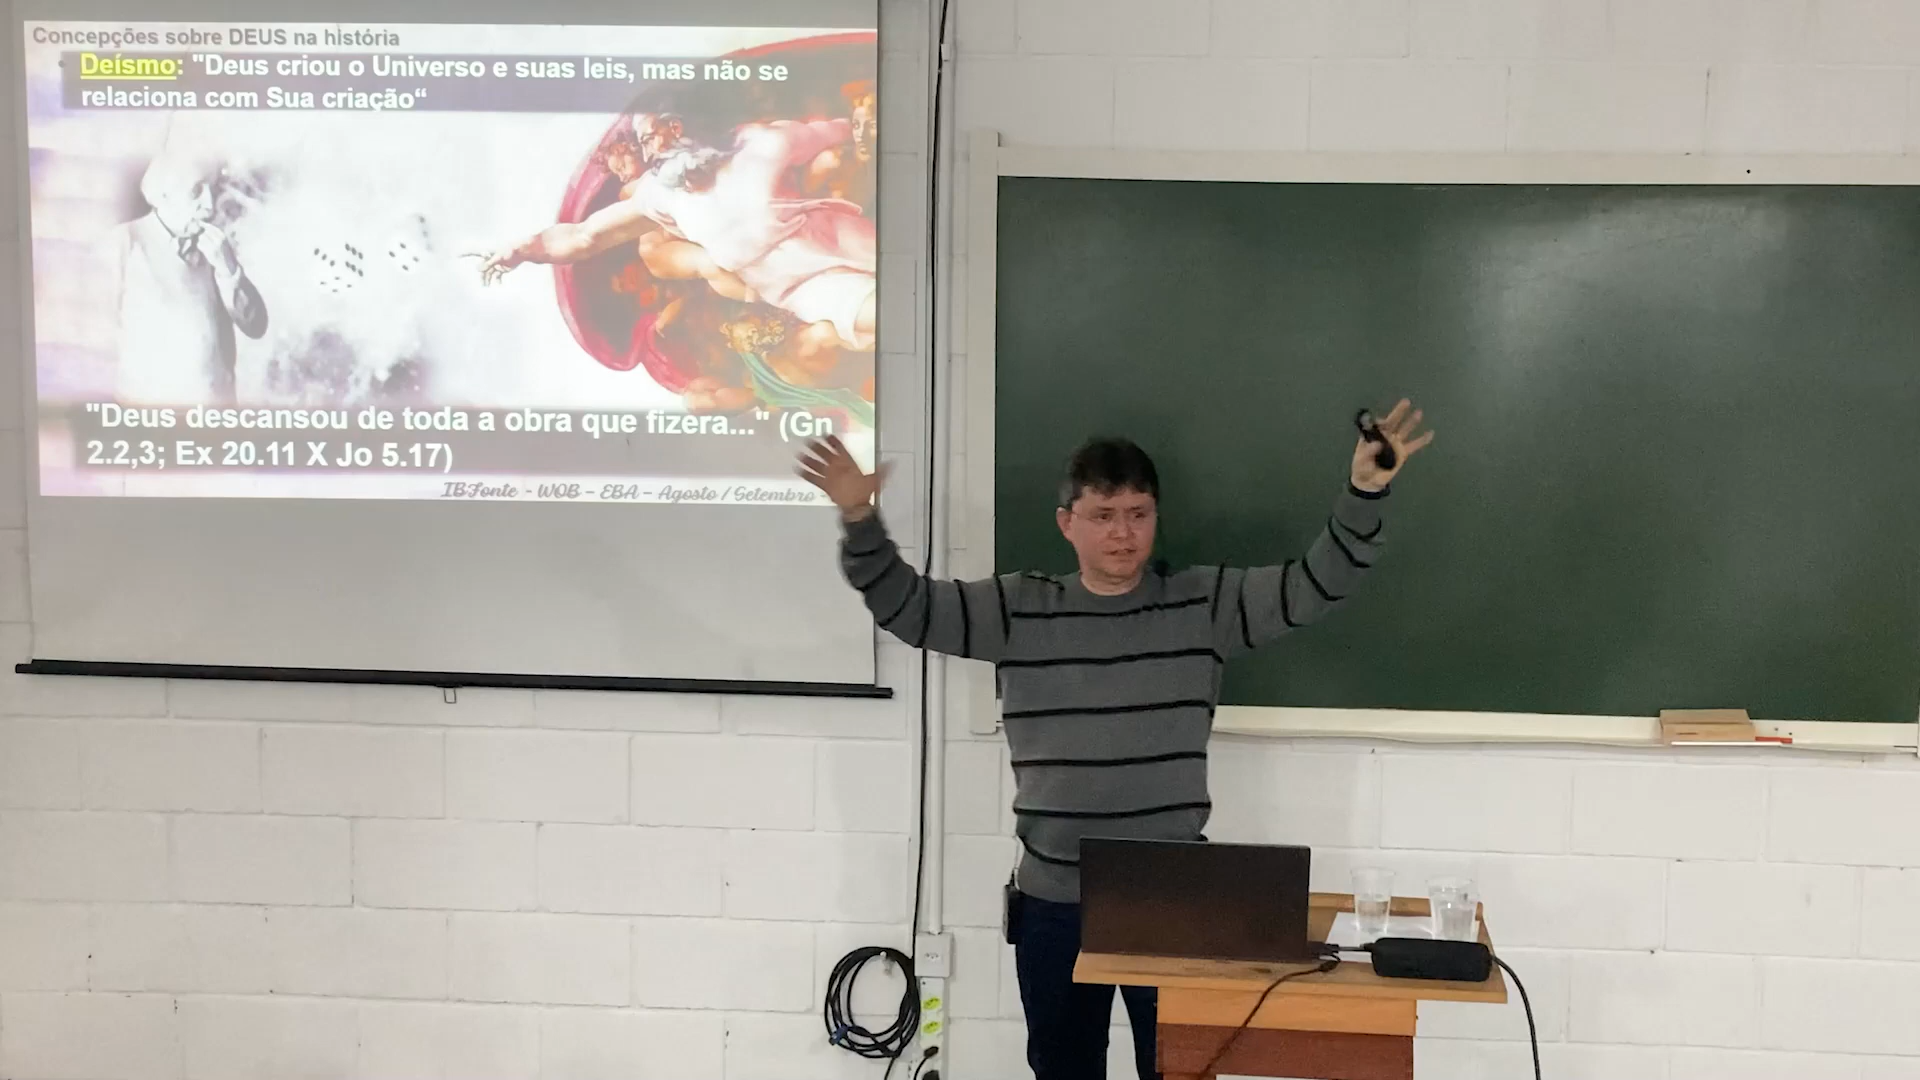 Concepções sobre DEUS na história
Deísmo: "Deus criou o Universo e suas leis, mas não se
relaciona com Sua criação“
"Deus descansou de toda a obra que fizera..." (Gn
2.2,3; Ex 20.11 X Jo 5.17)
IBFonte - WOB – EBA – Agosto / Setembro -